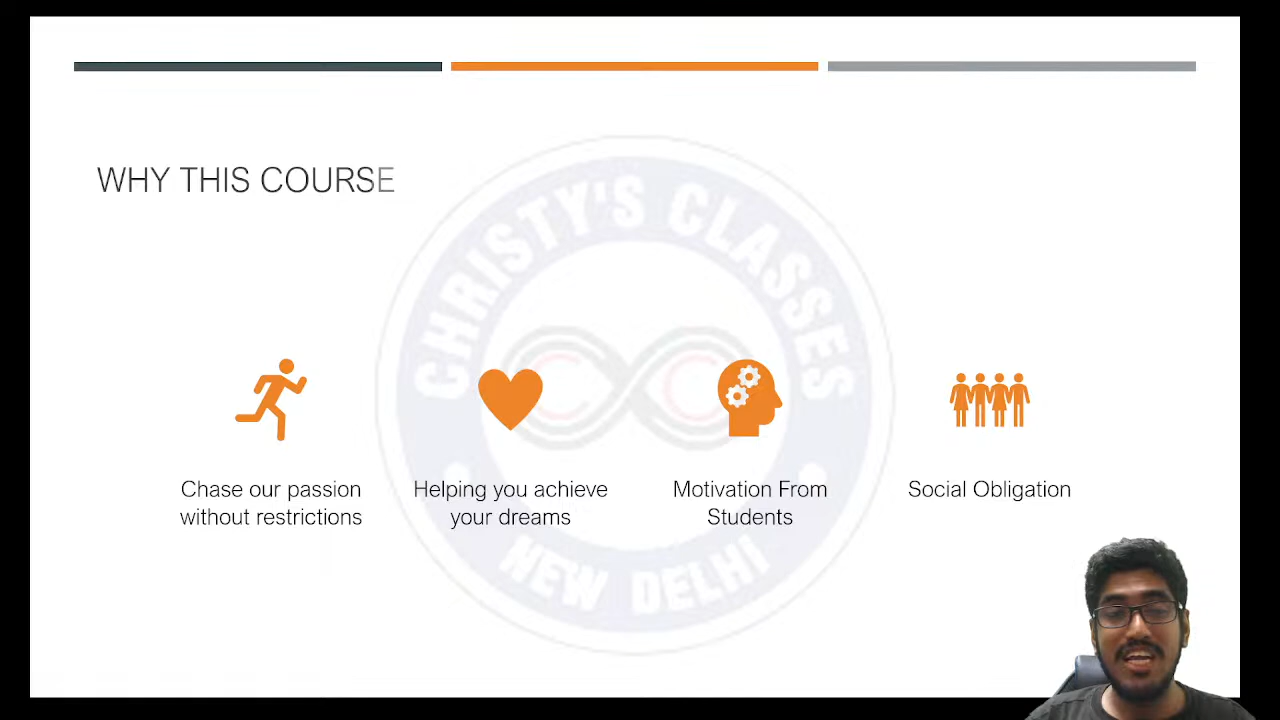 WHY THIS COURSE
CHRISTY'S CLASSES
Chase our passion
without restrictions
Helping you achieve
your dreams
Motivation From
Students
Social Obligation
NEW DELHI